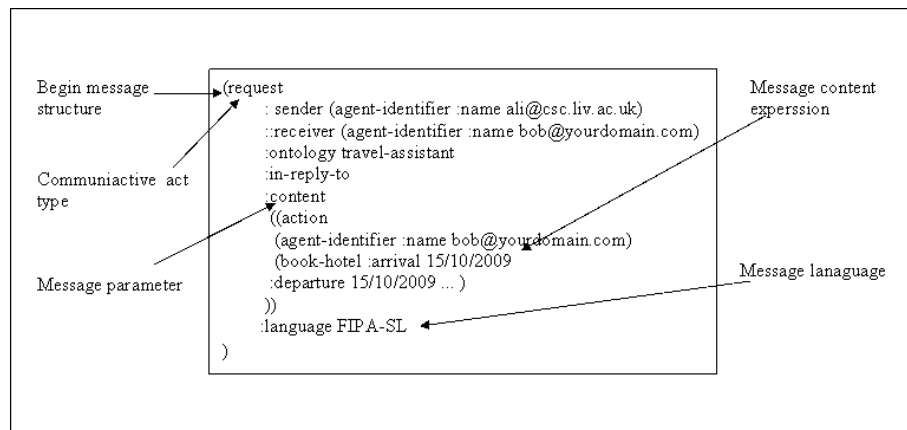 Begin message
structure
Communiactive act
type
Message parameter
(request
: sender (agent-identifier :name ali@csc.liv.ac.uk)
::receiver (agent-identifier :name bob@yourdomain.com)
:ontology travel-assistant
:in-reply-to
:content
((action
(agent-identifier :name bob@yourdomain.com)
(book-hotel :arrival 15/10/2009
:departure 15/10/2009 ... )
))
:language FIPA-SL
)
Message content
experssion
Message lanaguage